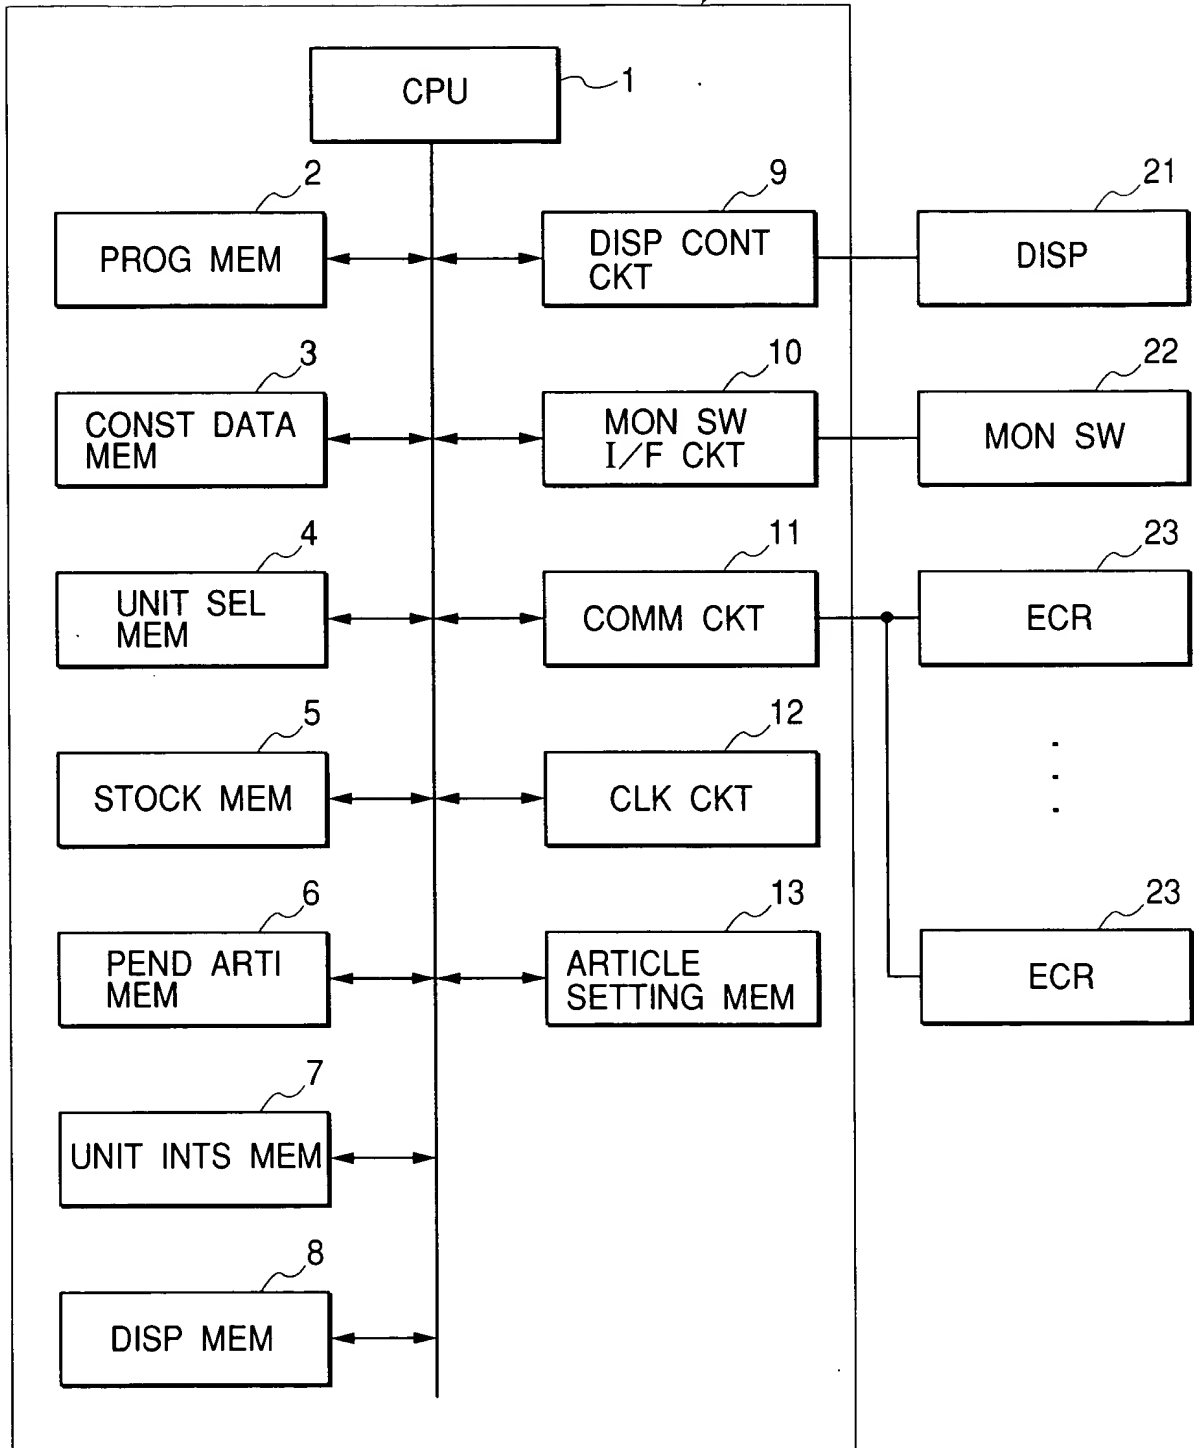 CPU
1
2
PROG MEM
9
DISP CONT
CKT
21
DISP
3
CONST DATA
MEM
10
MON SW
I/F CKT
22
MON SW
4
UNIT SEL
MEM
11
COMM CKT
23
ECR
5
STOCK MEM
12
CLK CKT
6
PEND ARTI
MEM
13
ARTICLE
SETTING MEM
23
ECR
7
UNIT INTS MEM
8
DISP MEM